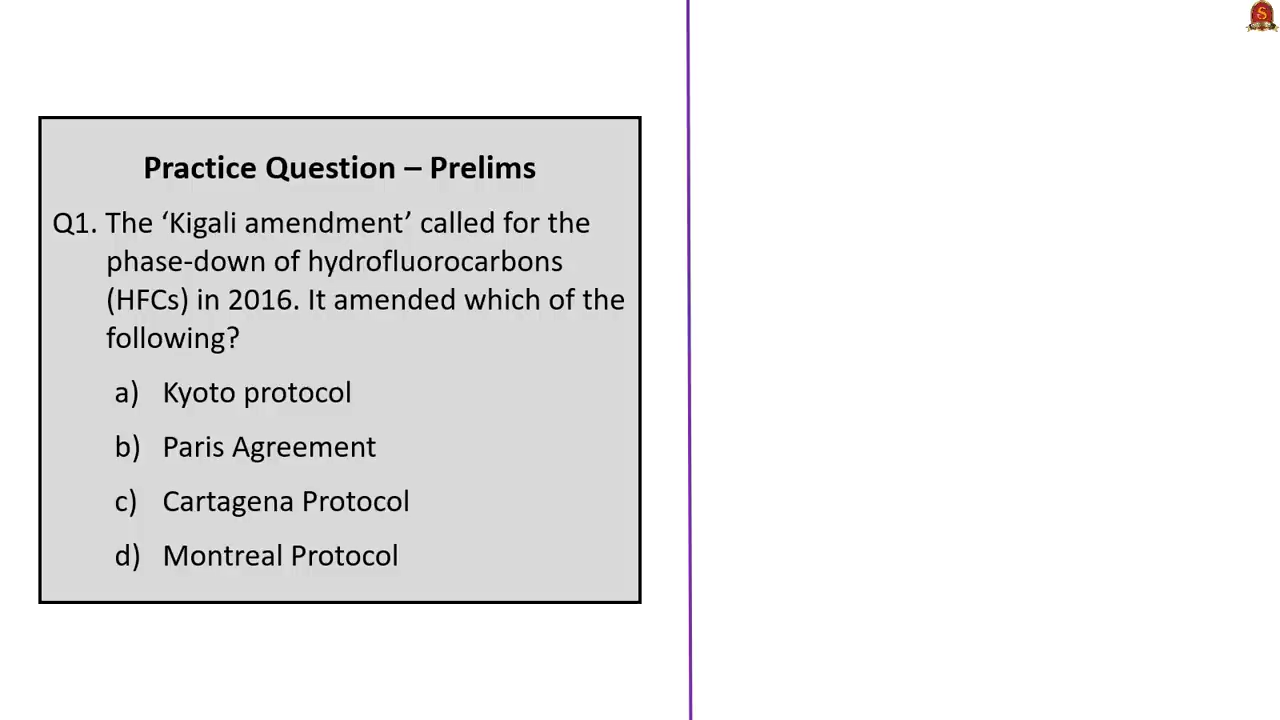 Practice Question – Prelims
Q1. The ‘Kigali amendment’ called for the
phase-down of hydrofluorocarbons
(HFCs) in 2016. It amended which of the
following?
a) Kyoto protocol
b) Paris Agreement
c) Cartagena Protocol
d) Montreal Protocol
S